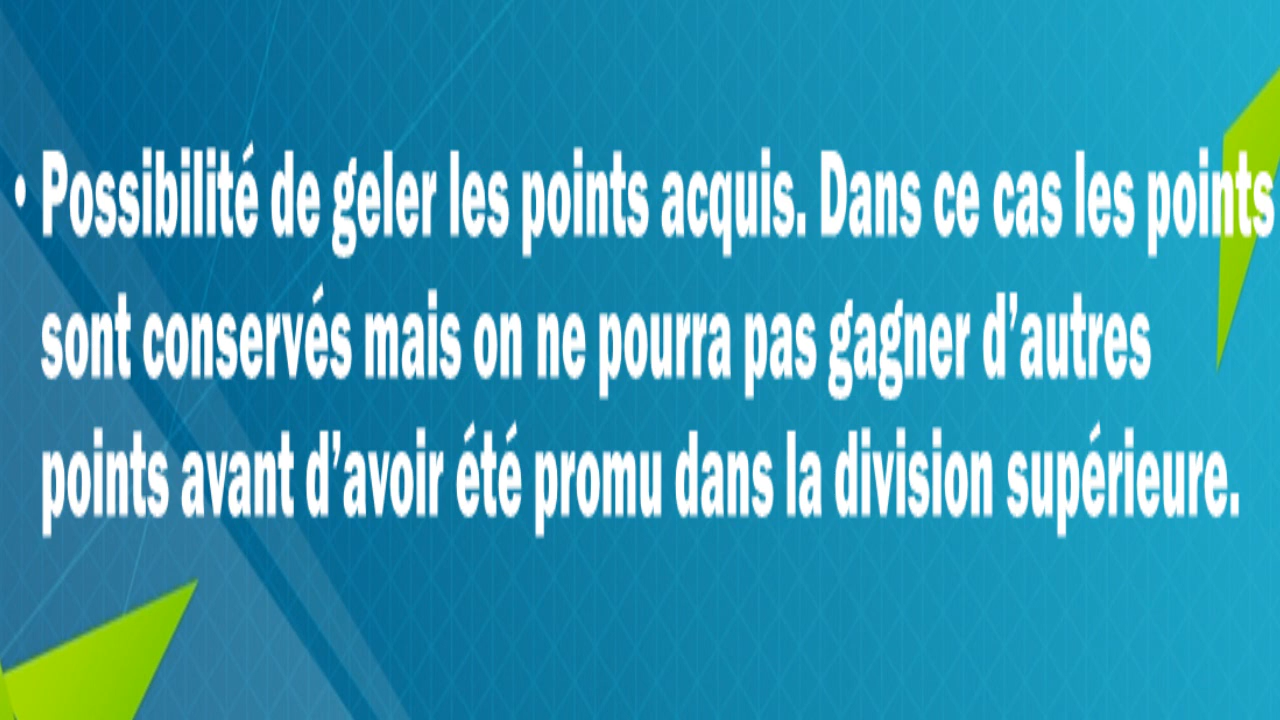 • Possibilité de geler les points acquis. Dans ce cas les points
sont conservés mais on ne pourra pas gagner d’autres
points avant d’avoir été promu dans la division supérieure.